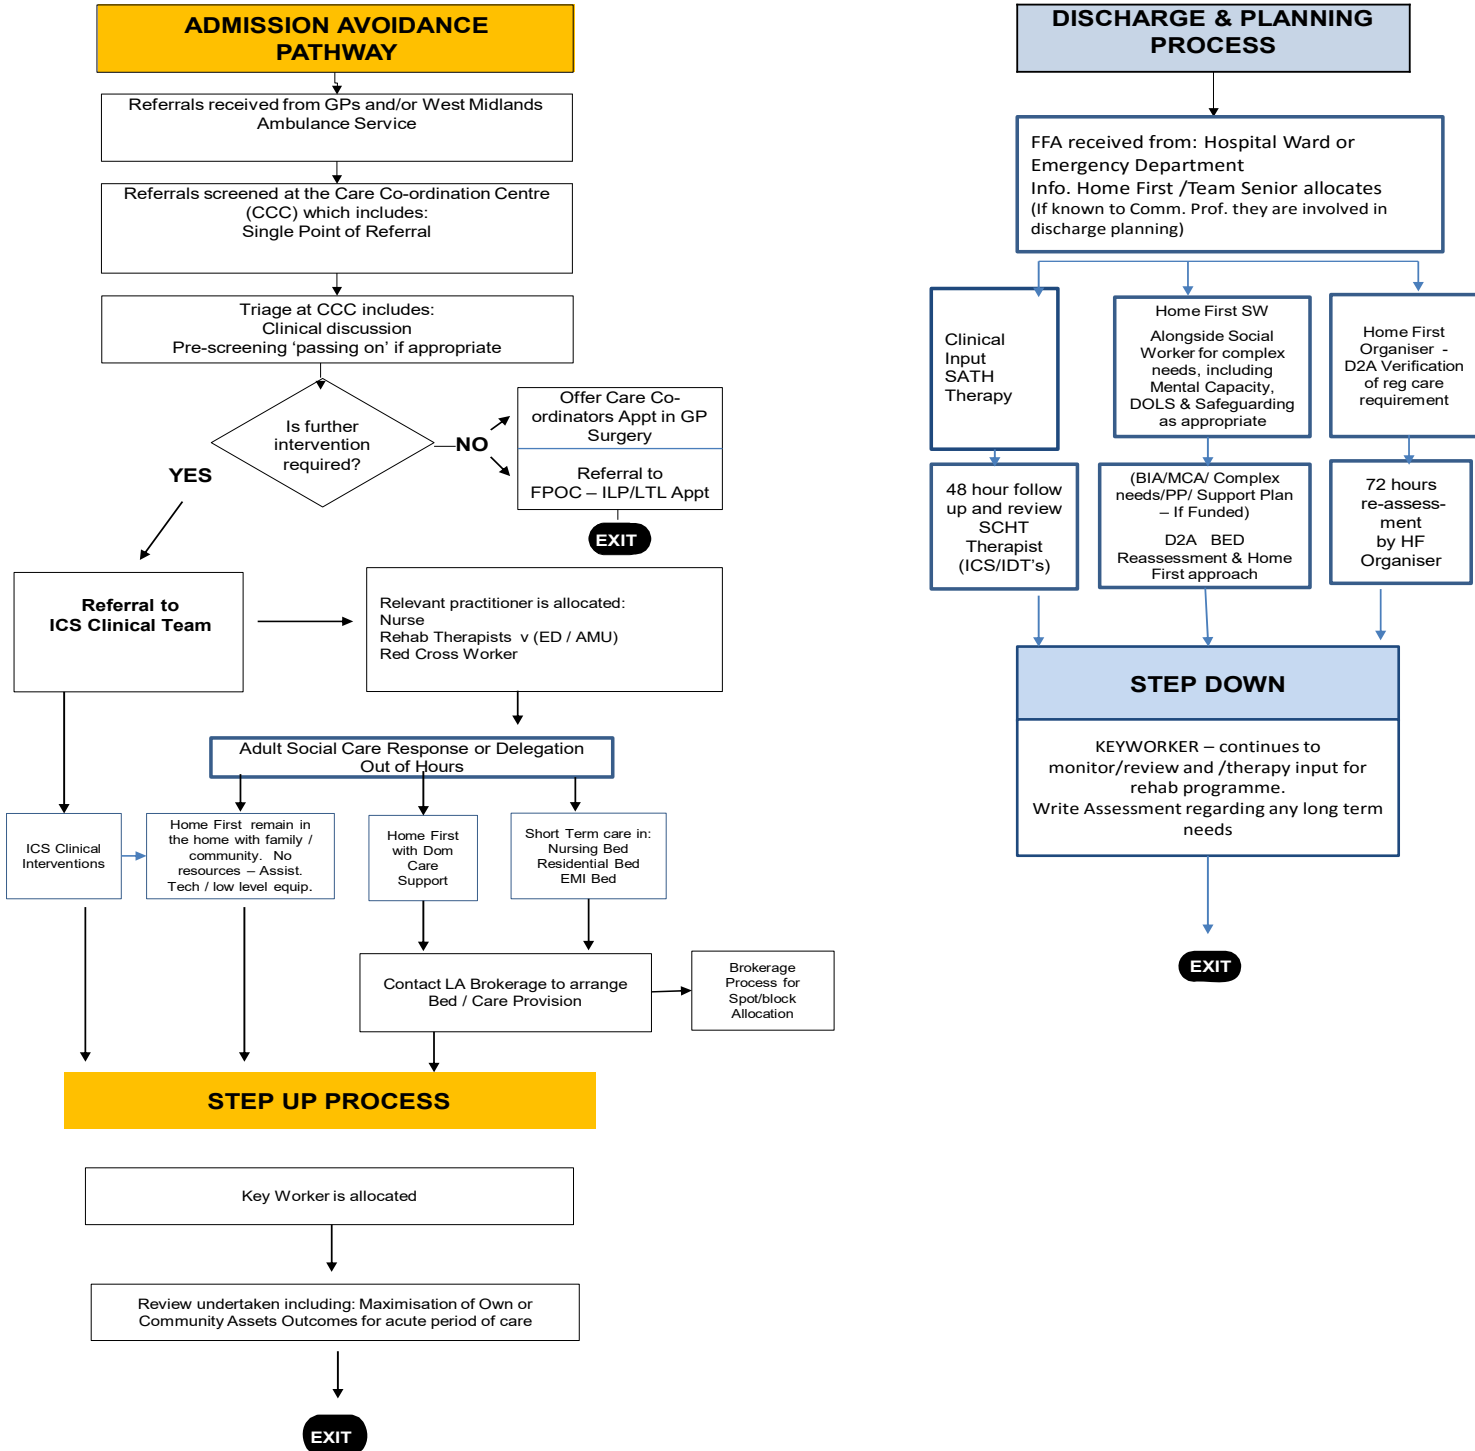 ADMISSION AVOIDANCE
PATHWAY
Referrals received from GPs and/or West Midlands
Ambulance Service
Referrals screened at the Care Co-ordination Centre
(CCC) which includes:
Single Point of Referral
Triage at CCC includes:
Clinical discussion
Pre-screening ‘passing on’ if appropriate
Is further
intervention
required?
NO
YES
Offer Care Co-
ordinators Appt in GP
Surgery
Referral to
FPOC – ILP/LTL Appt
EXIT
Referral to
ICS Clinical Team
Relevant practitioner is allocated:
Nurse
Rehab Therapists v (ED / AMU)
Red Cross Worker
Adult Social Care Response or Delegation
Out of Hours
ICS Clinical
Interventions
Home First remain in
the home with family /
community. No
resources – Assist.
Tech / low level equip.
Home First
with Dom
Care
Support
Short Term care in:
Nursing Bed
Residential Bed
EMI Bed
Contact LA Brokerage to arrange
Bed / Care Provision
Brokerage
Process for
Spot/block
Allocation
STEP UP PROCESS
Key Worker is allocated
Review undertaken including: Maximisation of Own or
Community Assets Outcomes for acute period of care
EXIT
DISCHARGE & PLANNING
PROCESS
FFA received from: Hospital Ward or
Emergency Department
Info. Home First /Team Senior allocates
(If known to Comm. Prof. they are involved in
discharge planning)
Clinical
Input
SATH
Therapy
Home First SW
Alongside Social
Worker for complex
needs, including
Mental Capacity,
DOLS & Safeguarding
as appropriate
Home First
Organiser -
D2A Verification
of reg care
requirement
48 hour follow
up and review
SCHT
Therapist
(ICS/IDT’s)
(BIA/MCA/ Complex
needs/PP/ Support Plan
– If Funded)
D2A BED
Reassessment & Home
First approach
72 hours
re-assess-
ment
by HF
Organiser
STEP DOWN
KEYWORKER – continues to
monitor/review and /therapy input for
rehab programme.
Write Assessment regarding any long term
needs
EXIT